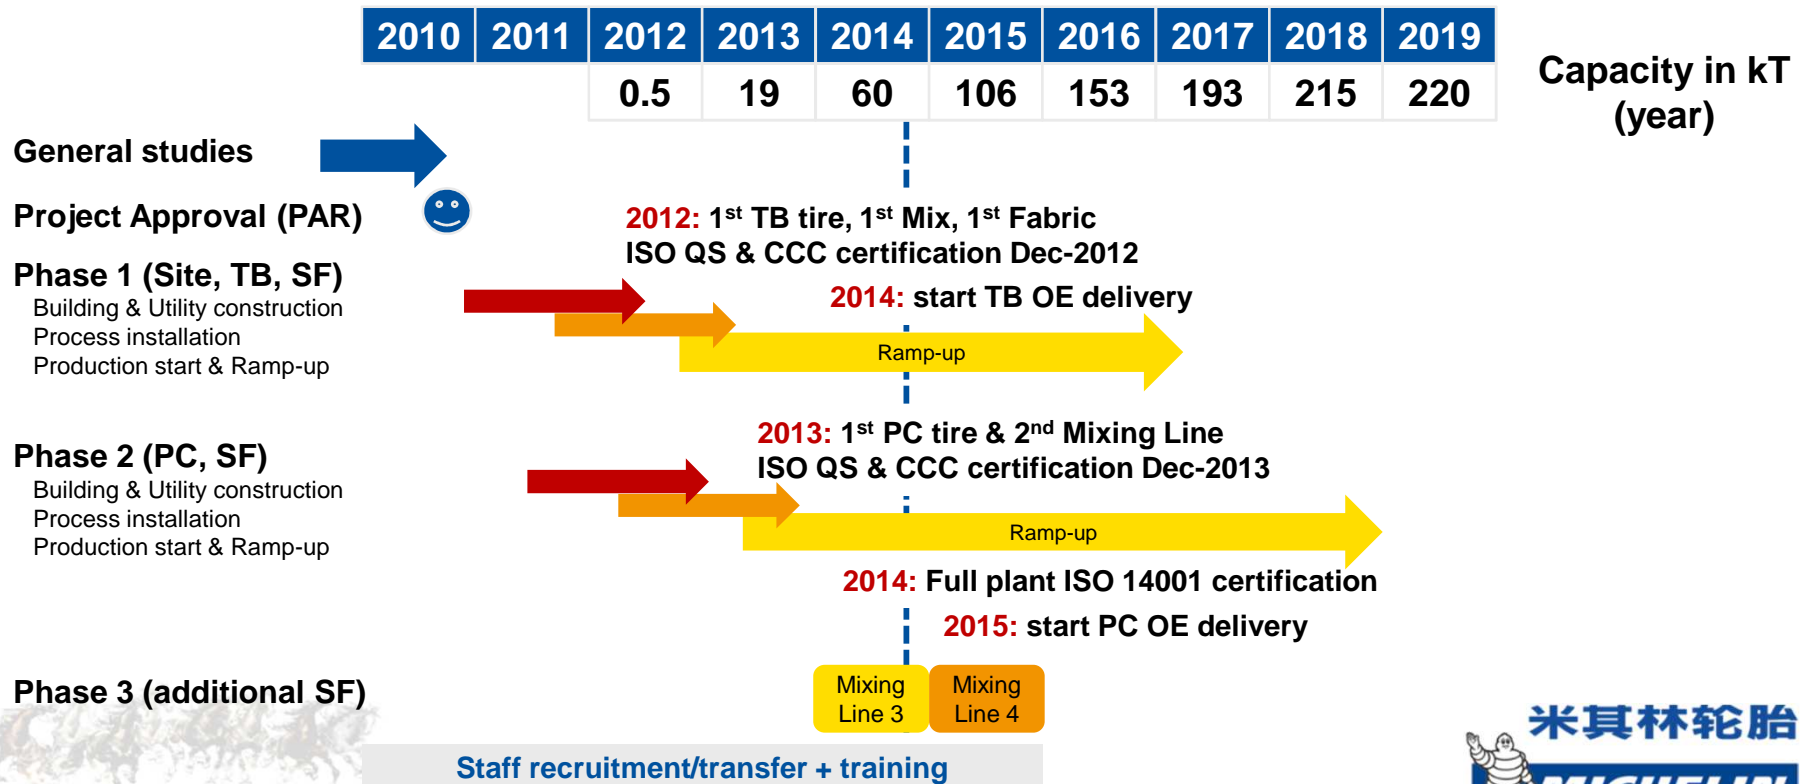 2010 2011 2012 2013 2014 2015 2016 2017 2018 2019
0.5 19 60 106 153 193 215 220
Capacity in kT
(year)
General studies
Project Approval (PAR)
2012: 1st TB tire, 1st Mix, 1st Fabric
ISO QS & CCC certification Dec-2012
Phase 1 (Site, TB, SF)
Building & Utility construction
Process installation
Production start & Ramp-up
2014: start TB OE delivery
Ramp-up
2013: 1st PC tire & 2nd Mixing Line
ISO QS & CCC certification Dec-2013
Phase 2 (PC, SF)
Building & Utility construction
Process installation
Production start & Ramp-up
Ramp-up
2014: Full plant ISO 14001 certification
2015: start PC OE delivery
Phase 3 (additional SF)
Mixing
Line 3
Mixing
Line 4
Staff recruitment/transfer + training
米其林轮胎
MICHELIN